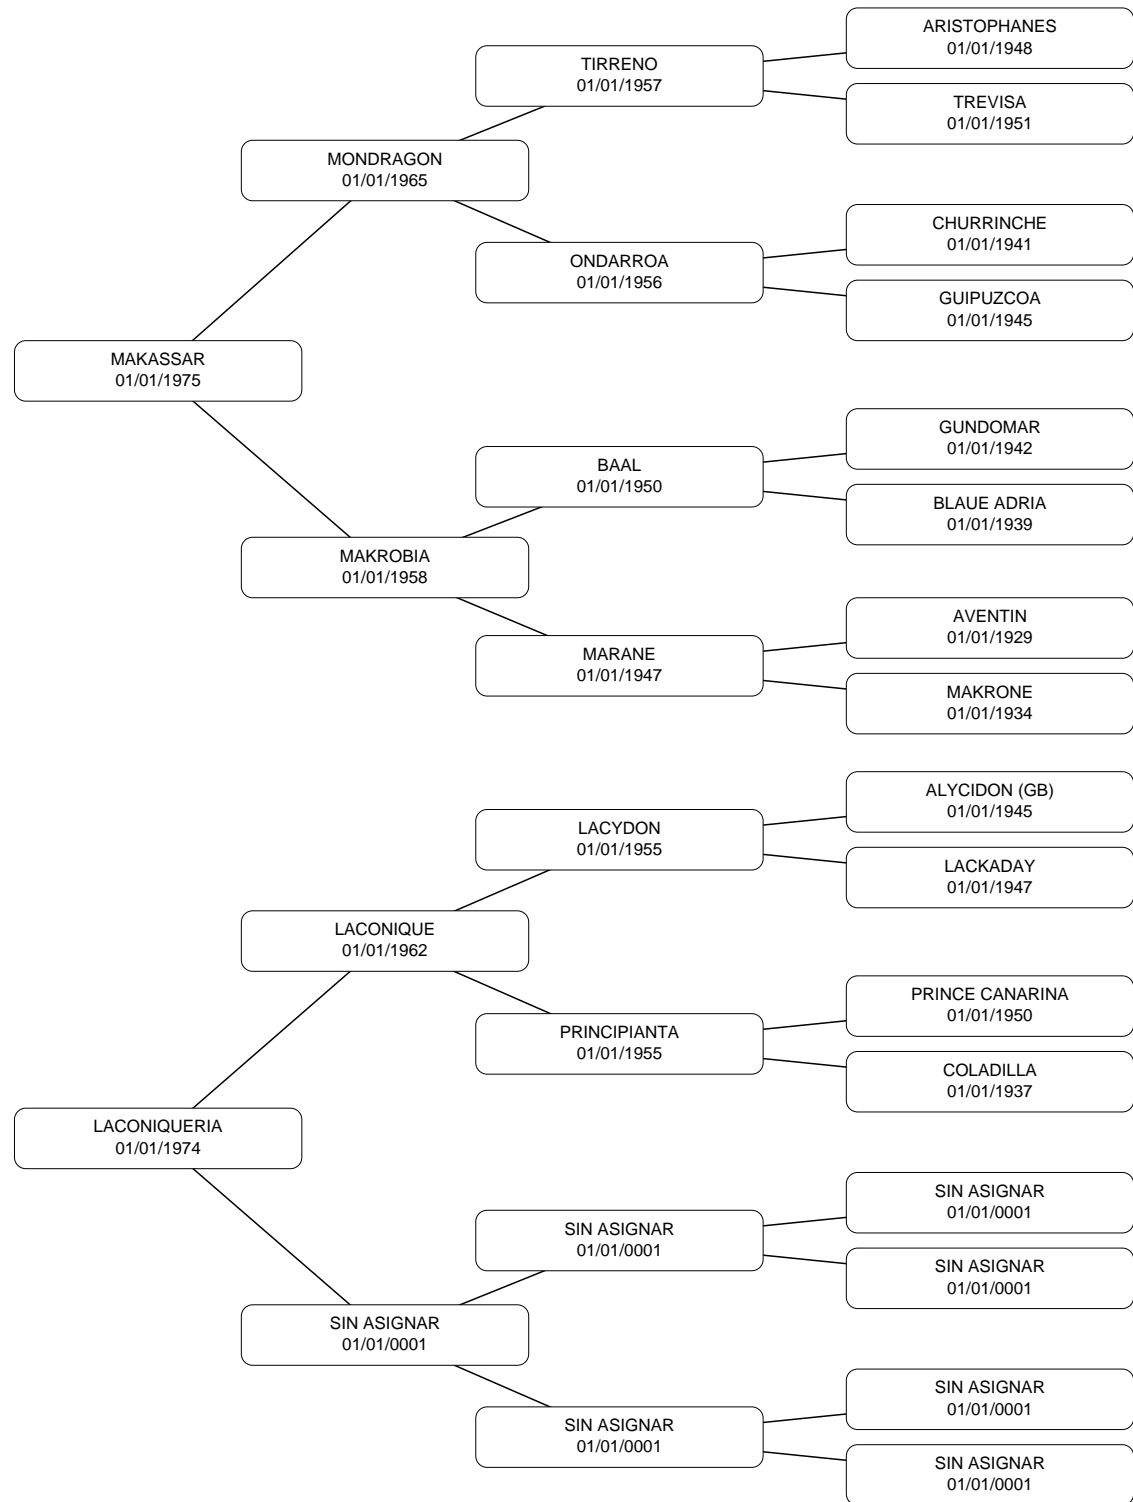 ARISTOPHANES
01/01/1948
TIRRENO
01/01/1957
TREVISA
01/01/1951
MONDRAGON
01/01/1965
CHURRINCHE
01/01/1941
ONDARROA
01/01/1956
GUIPUZCOA
01/01/1945
MAKASSAR
01/01/1975
GUNDOMAR
01/01/1942
BAAL
01/01/1950
BLAUE ADRIA
01/01/1939
MAKROBIA
01/01/1958
AVENTIN
01/01/1929
MARANE
01/01/1947
MAKRONE
01/01/1934
ALYCIDON (GB)
01/01/1945
LACYDON
01/01/1955
LACKADAY
01/01/1947
LACONIQUE
01/01/1962
PRINCE CANARINA
01/01/1950
PRINCIPIANTA
01/01/1955
COLADILLA
01/01/1937
LACONIQUERIA
01/01/1974
SIN ASIGNAR
01/01/0001
SIN ASIGNAR
01/01/0001
SIN ASIGNAR
01/01/0001
SIN ASIGNAR
01/01/0001
SIN ASIGNAR
01/01/0001
SIN ASIGNAR
01/01/0001
SIN ASIGNAR
01/01/0001